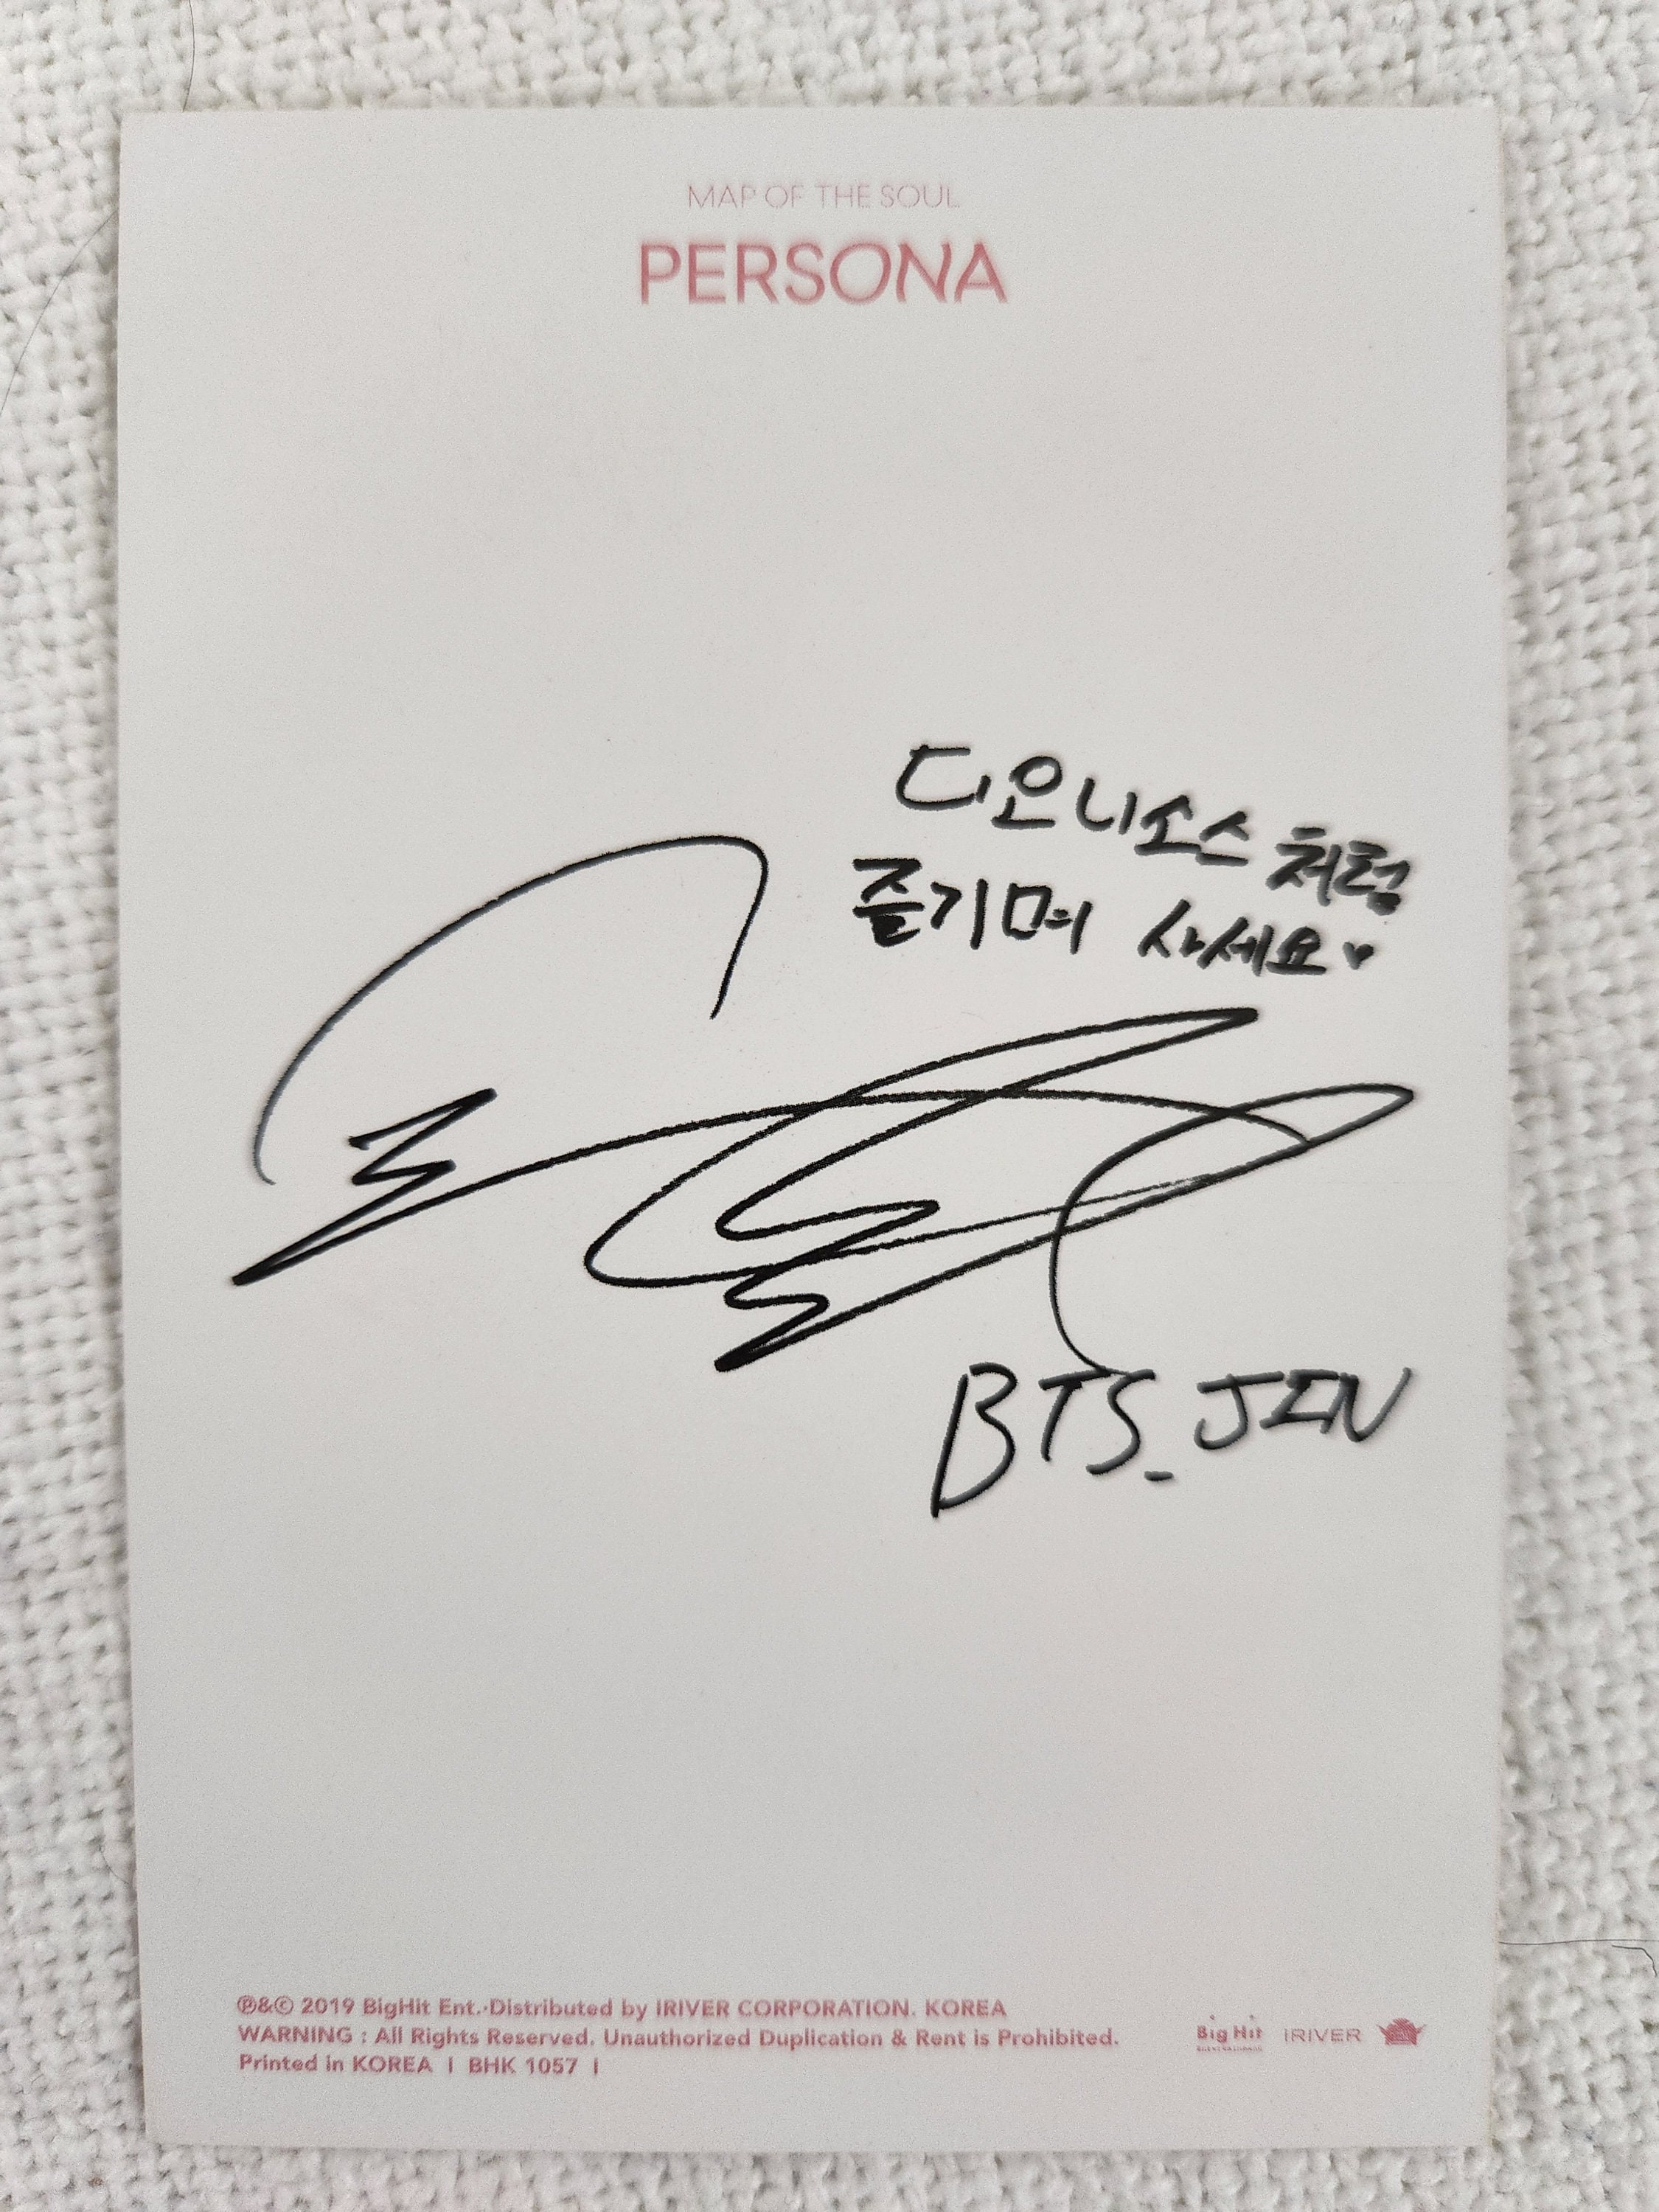 MAP OF THE SOUL
PERSONA
디오니소스 처럼
즐기며 사세요♥
BTS_JIN
℗&© 2019 BigHit Ent.·Distributed by IRIVER CORPORATION. KOREA
WARNING : All Rights Reserved. Unauthorized Duplication & Rent is Prohibited.
Printed in KOREA | BHK 1057 |
BigHit IRIVER